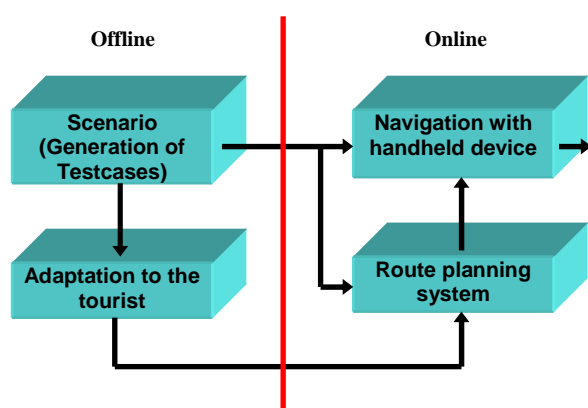 Offline
Online
Scenario
(Generation of
Testcases)
Navigation with
handheld device
Adaptation to the
tourist
Route planning
system